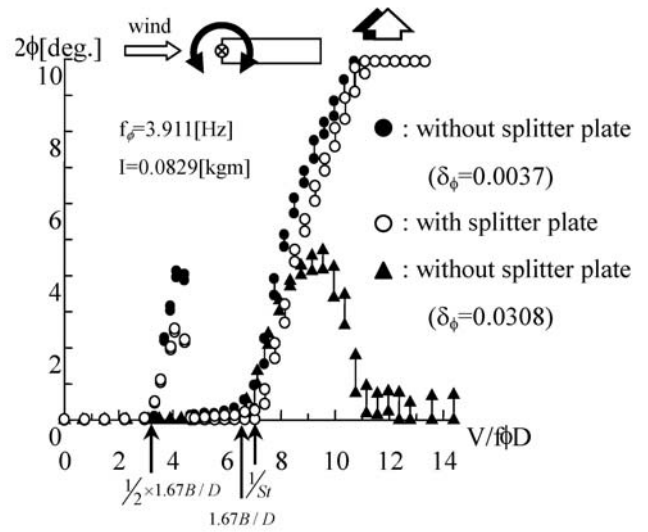 wind
2ϕ[deg.]
10
8
6
4
2
0
f_ϕ=3.911[Hz]
I=0.0829[kgm]
● : without splitter plate
(δ_ϕ=0.0037)
○ : with splitter plate
▲ : without splitter plate
(δ_ϕ=0.0308)
0 2 4 6 8 10 12 14
V/fϕD
1/2 ×1.67B/D
1/St
1.67B/D